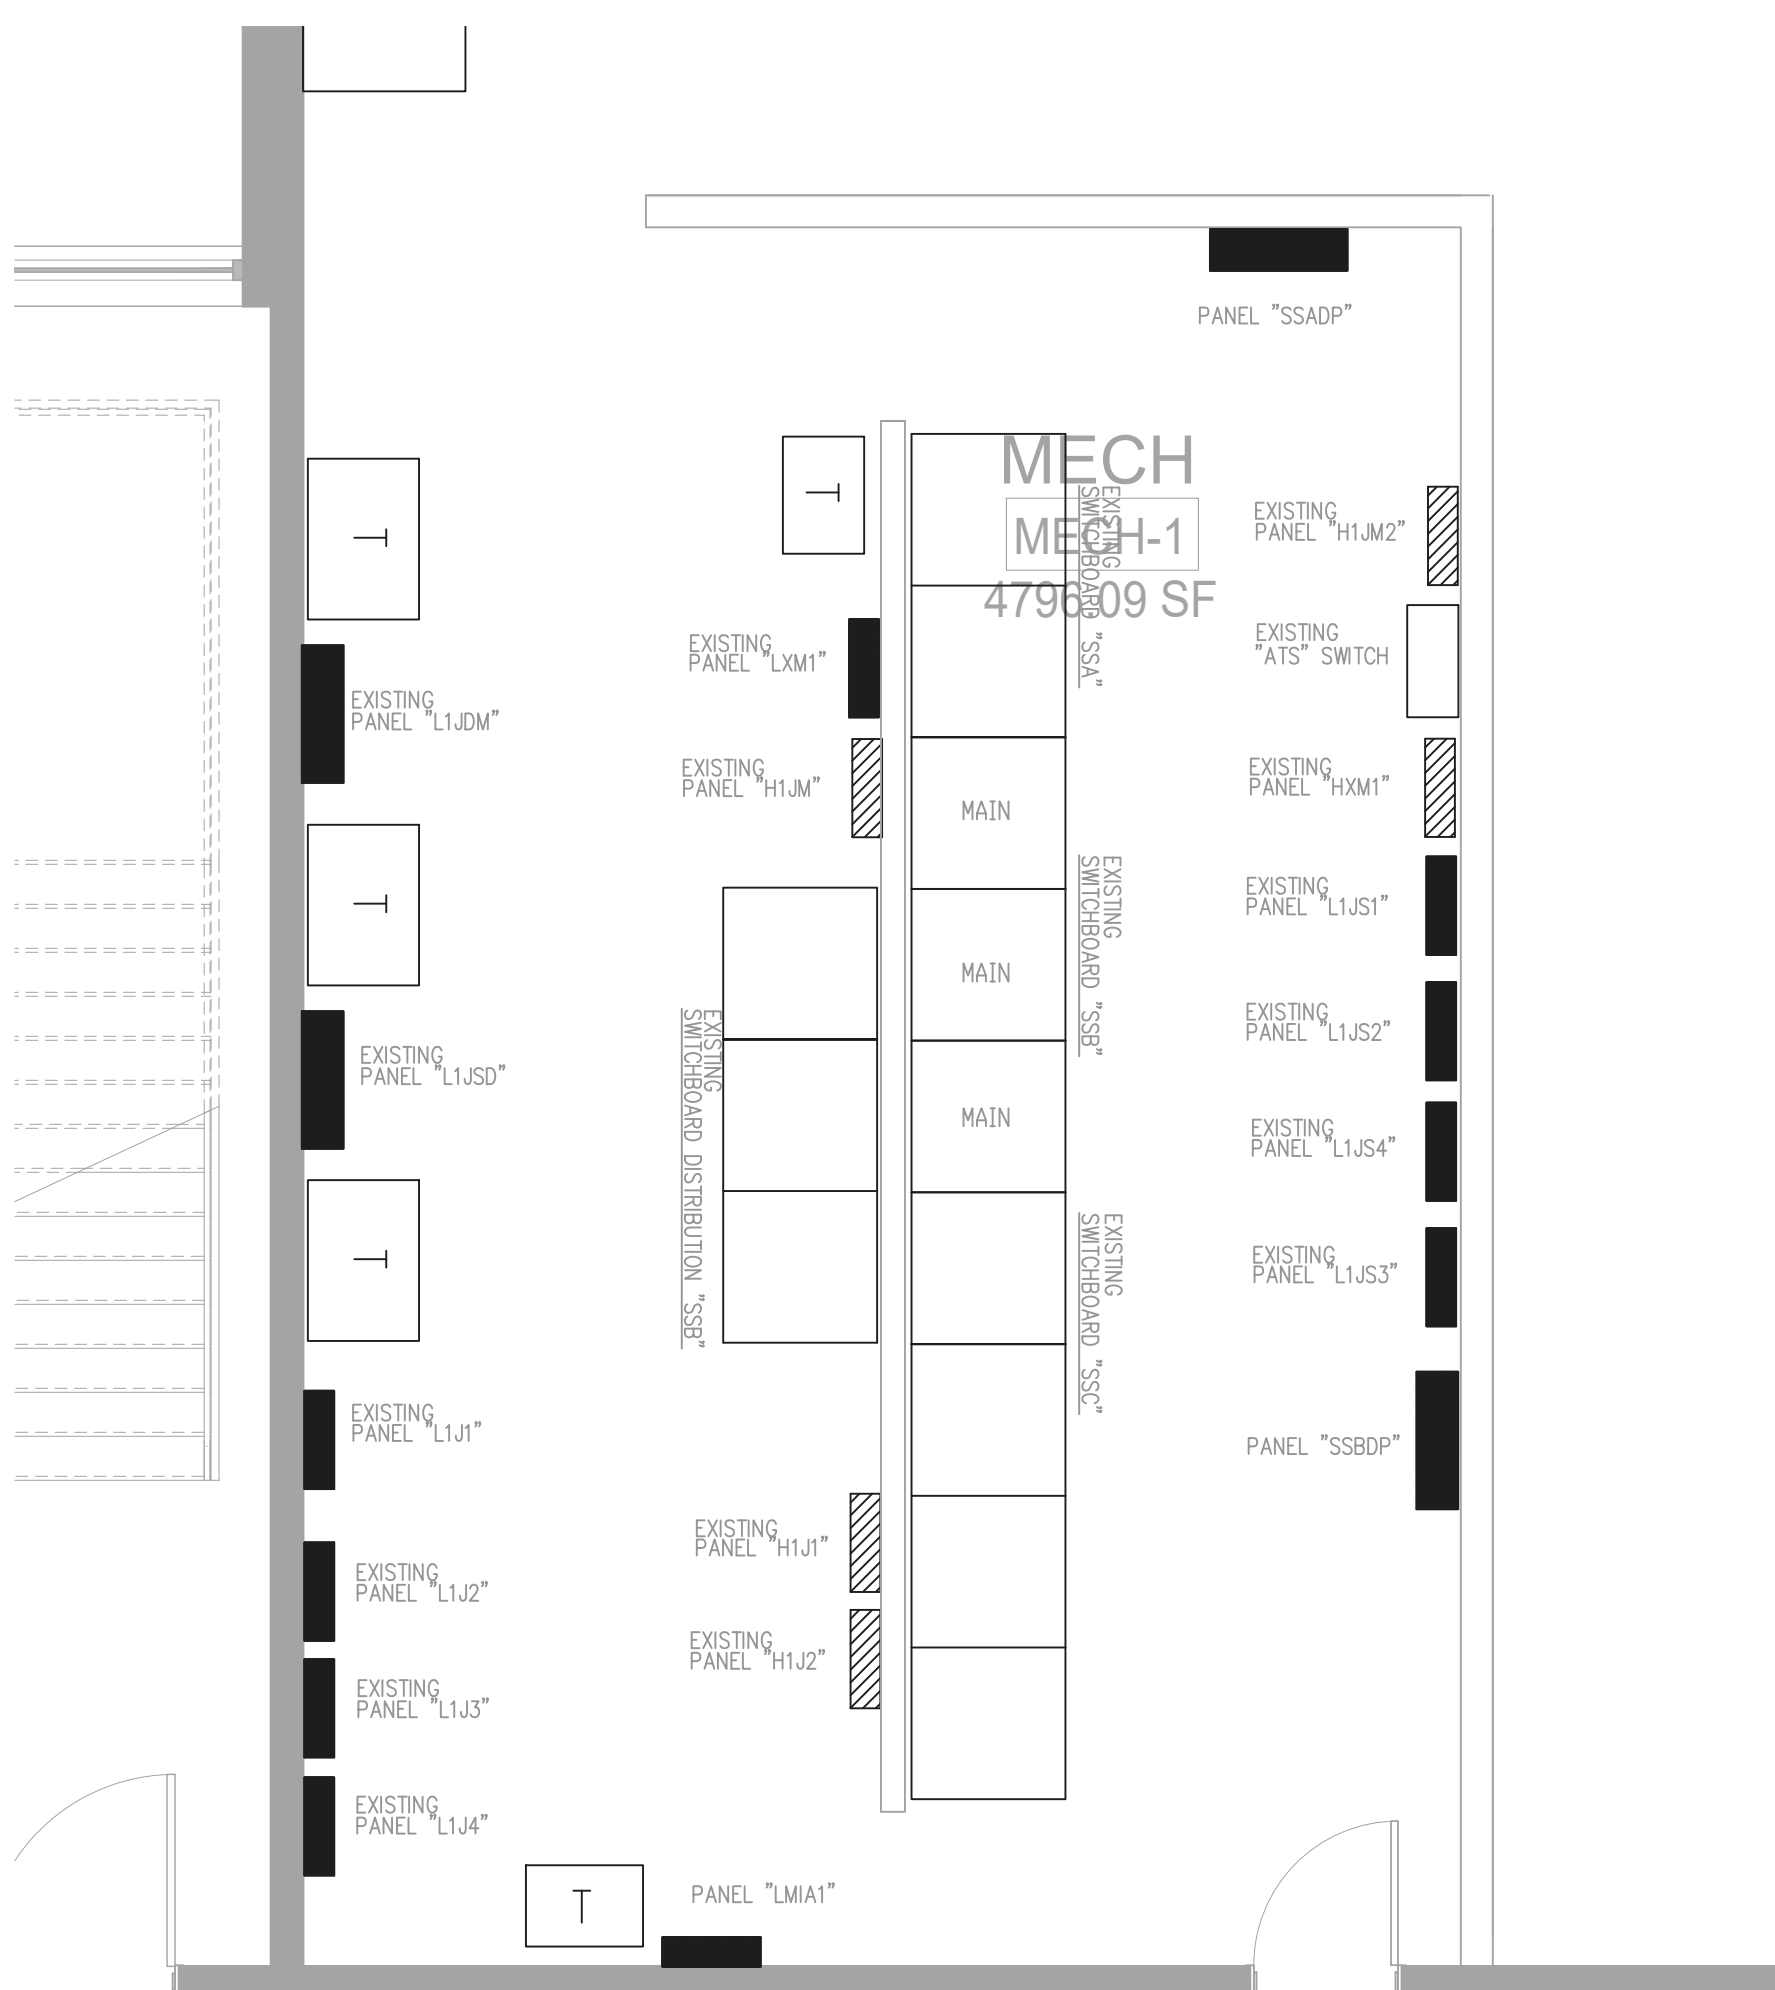 PANEL "SSADP"
MECH
MECH-1
4796.09 SF
EXISTING
SWITCHBOARD "SSA"
EXISTING
PANEL "H1JM2"
EXISTING
"ATS" SWITCH
EXISTING
PANEL "LXM1"
EXISTING
PANEL "L1JDM"
EXISTING
PANEL "H1JM"
EXISTING
PANEL "HXM1"
MAIN
EXISTING
SWITCHBOARD "SSB"
EXISTING
PANEL "L1JS1"
MAIN
EXISTING
PANEL "L1JS2"
EXISTING
SWITCHBOARD DISTRIBUTION "SSB"
EXISTING
PANEL "L1JSD"
MAIN
EXISTING
PANEL "L1JS4"
EXISTING
SWITCHBOARD "SSC"
EXISTING
PANEL "L1JS3"
EXISTING
PANEL "L1J1"
PANEL "SSBDP"
EXISTING
PANEL "H1J1"
EXISTING
PANEL "L1J2"
EXISTING
PANEL "H1J2"
EXISTING
PANEL "L1J3"
EXISTING
PANEL "L1J4"
PANEL "LMIA1"
T
T
T
T
T